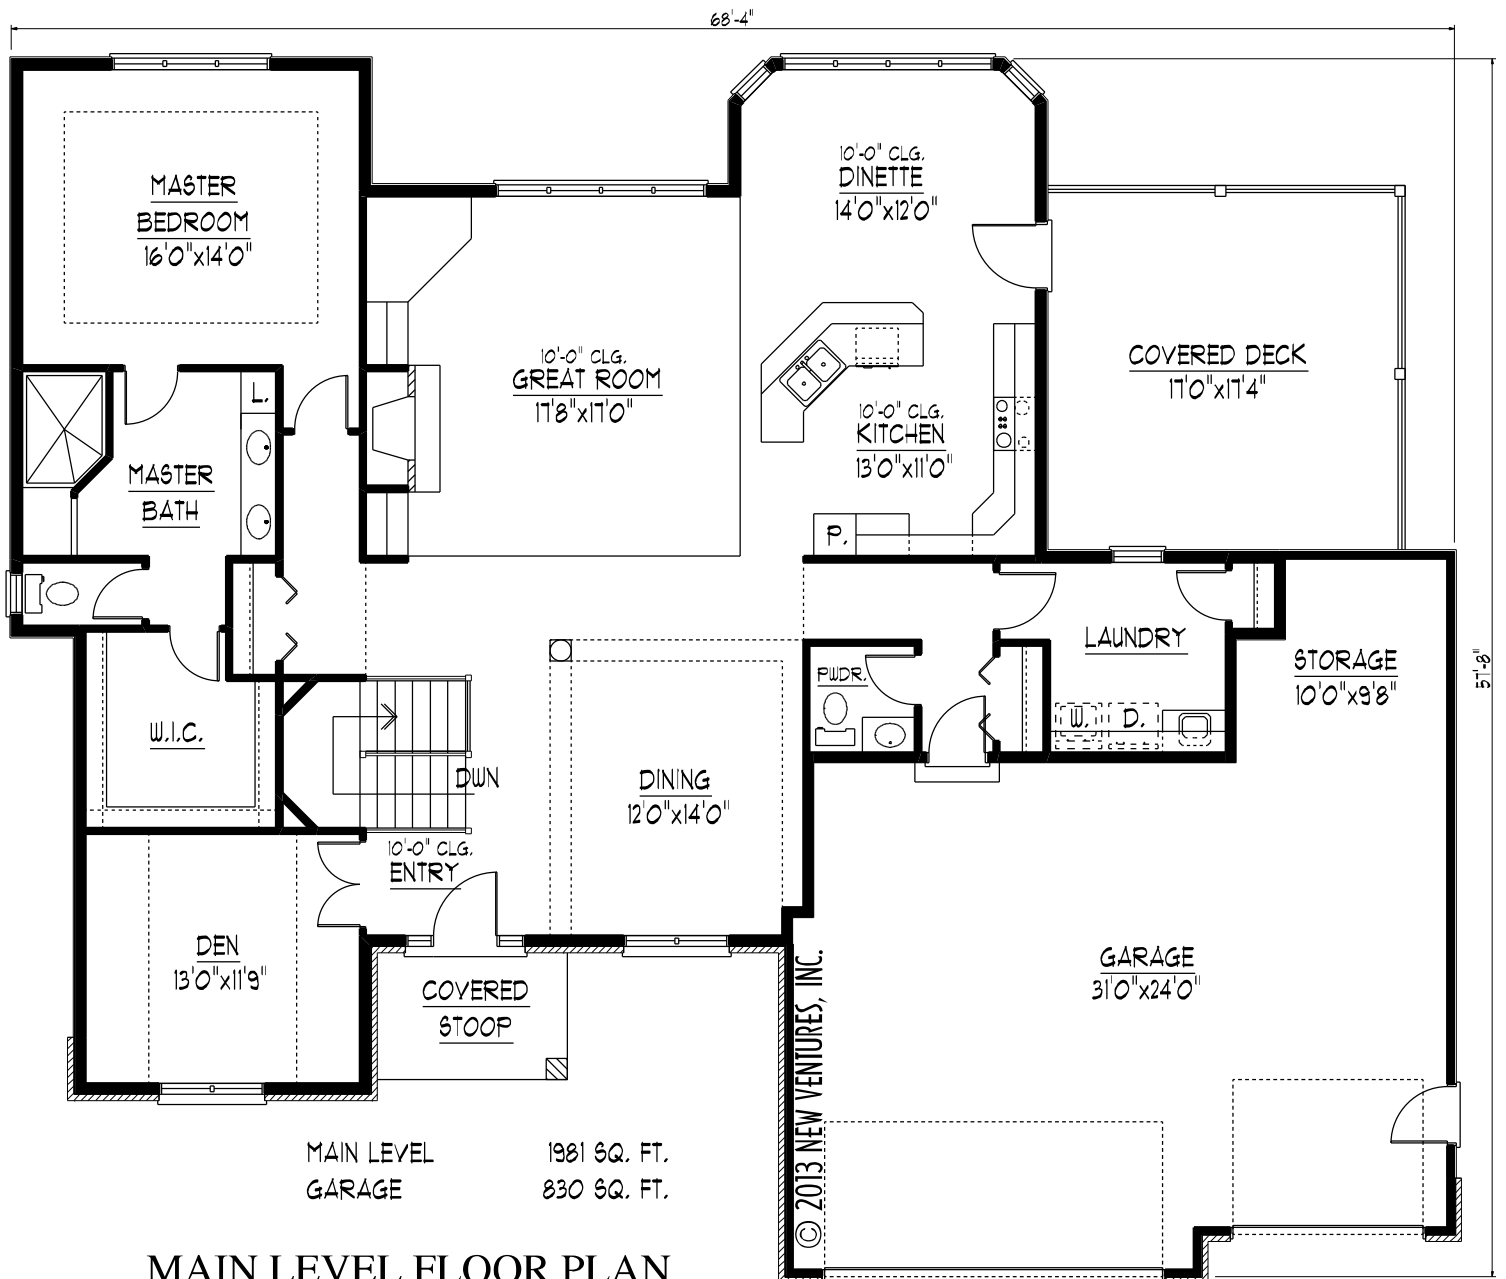 68'-4"
MASTER
BEDROOM
16'0"x14'0"
10'-0" CLG.
DINETTE
14'0"x12'0"
10'-0" CLG.
GREAT ROOM
17'8"x17'0"
COVERED DECK
17'0"x17'4"
L.
10'-0" CLG.
KITCHEN
13'0"x11'0"
MASTER
BATH
P.
LAUNDRY
STORAGE
10'0"x9'8"
57'-8"
PWDR.
W.
D.
W.I.C.
DWN
DINING
12'0"x14'0"
10'-0" CLG.
ENTRY
DEN
13'0"x11'9"
COVERED
STOOP
GARAGE
31'0"x24'0"
© 2013 NEW VENTURES, INC.
MAIN LEVEL 1981 SQ. FT.
GARAGE 830 SQ. FT.
MAIN LEVEL FLOOR PLAN